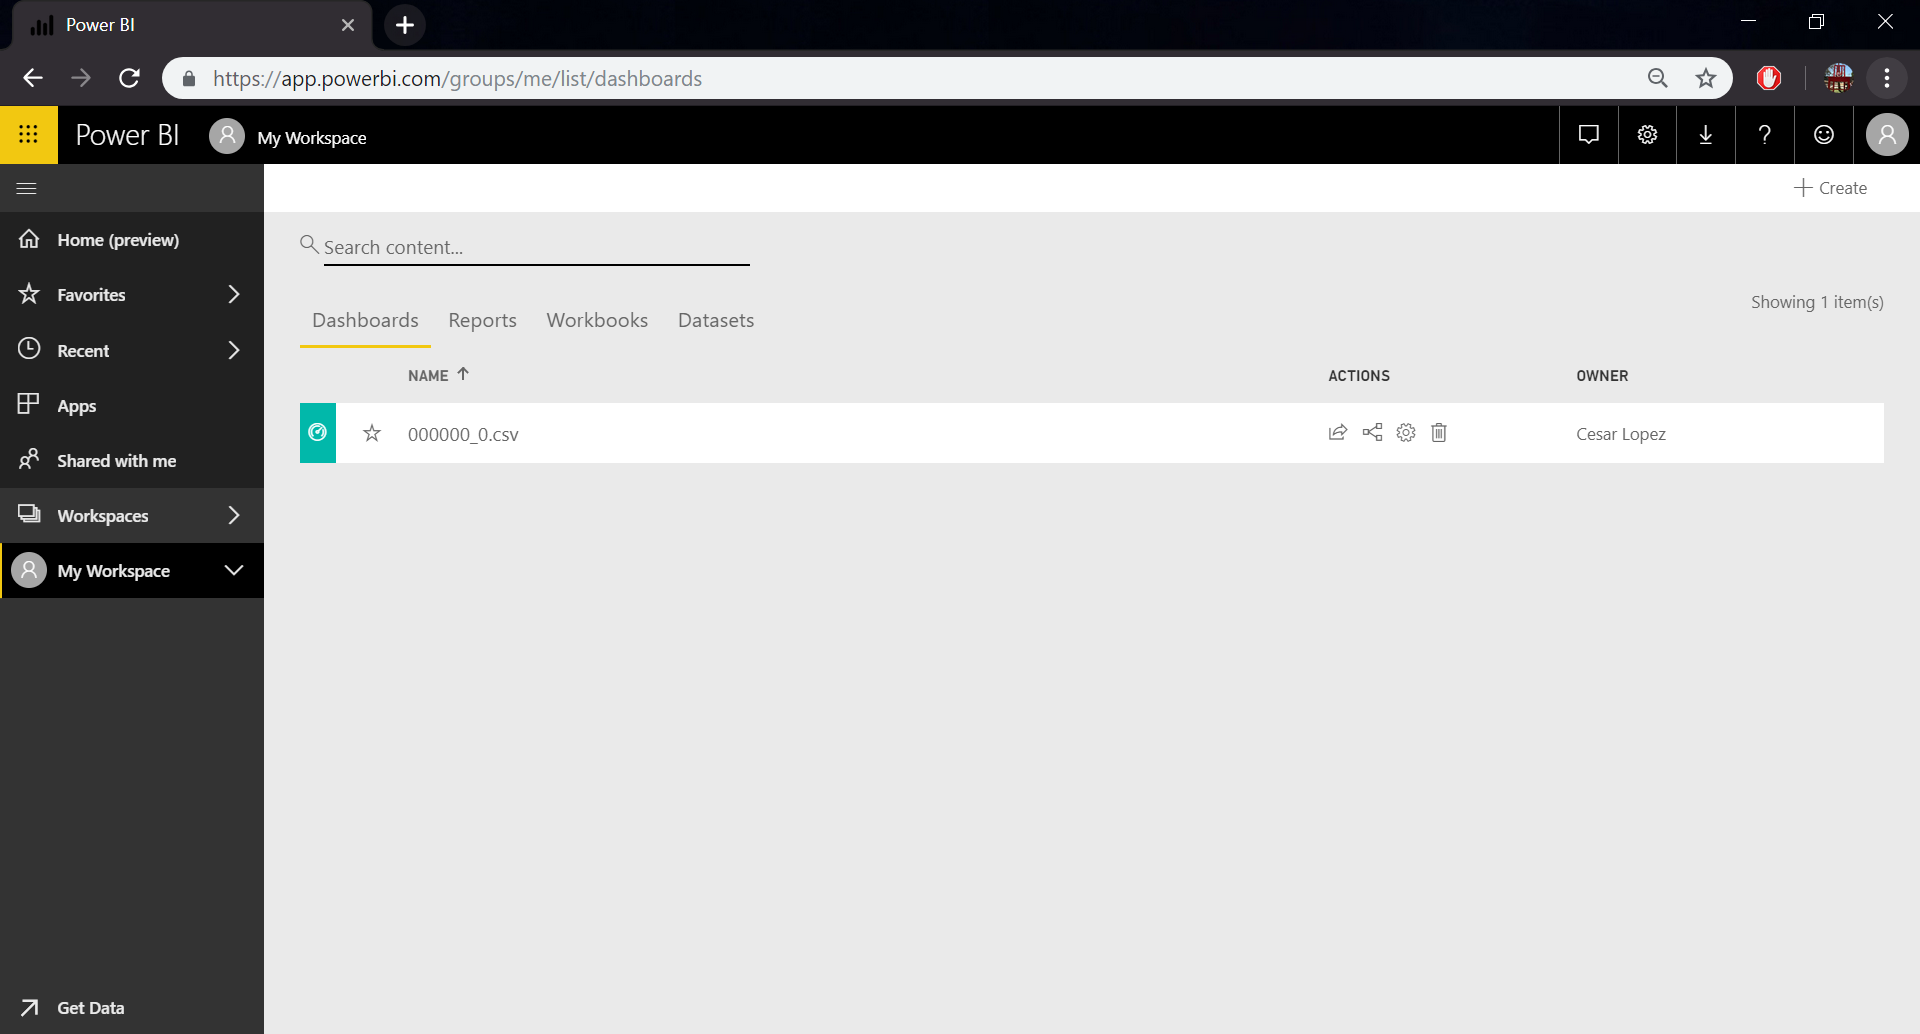 Power BI
https://app.powerbi.com/groups/me/list/dashboards
Power BI My Workspace ?
Create
Home (preview)
Search content...
Favorites
Showing 1 item(s)
Dashboards Reports Workbooks Datasets
Recent
NAME ACTIONS OWNER
Apps
000000_0.csv Cesar Lopez
Shared with me
Workspaces
My Workspace
Get Data